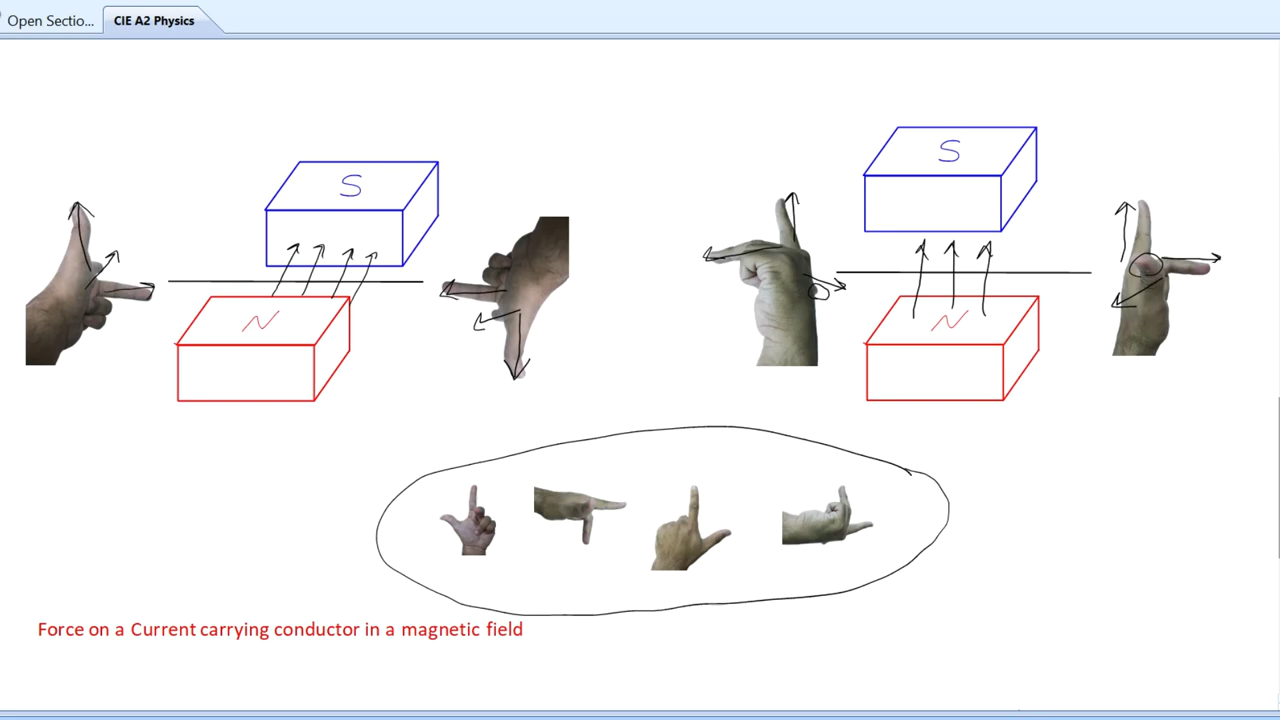 Open Sectio...
CIE A2 Physics
S
N
S
N
Force on a Current carrying conductor in a magnetic field